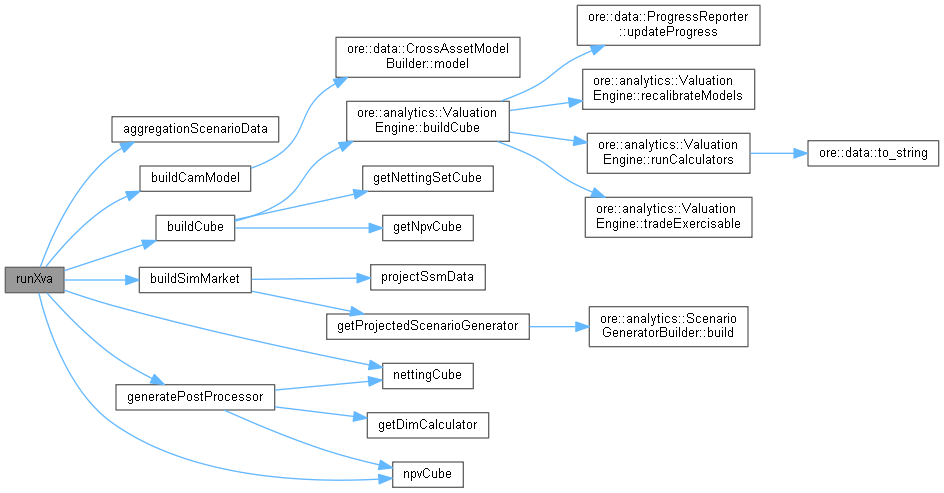 runXva
aggregationScenarioData
buildCamModel
buildCube
buildSimMarket
generatePostProcessor
ore::data::CrossAssetModel
Builder::model
ore::analytics::Valuation
Engine::buildCube
getNettingSetCube
getNpvCube
projectSsmData
getProjectedScenarioGenerator
nettingCube
getDimCalculator
npvCube
ore::data::ProgressReporter
::updateProgress
ore::analytics::Valuation
Engine::recalibrateModels
ore::analytics::Valuation
Engine::runCalculators
ore::analytics::Valuation
Engine::tradeExercisable
ore::analytics::Scenario
GeneratorBuilder::build
ore::data::to_string